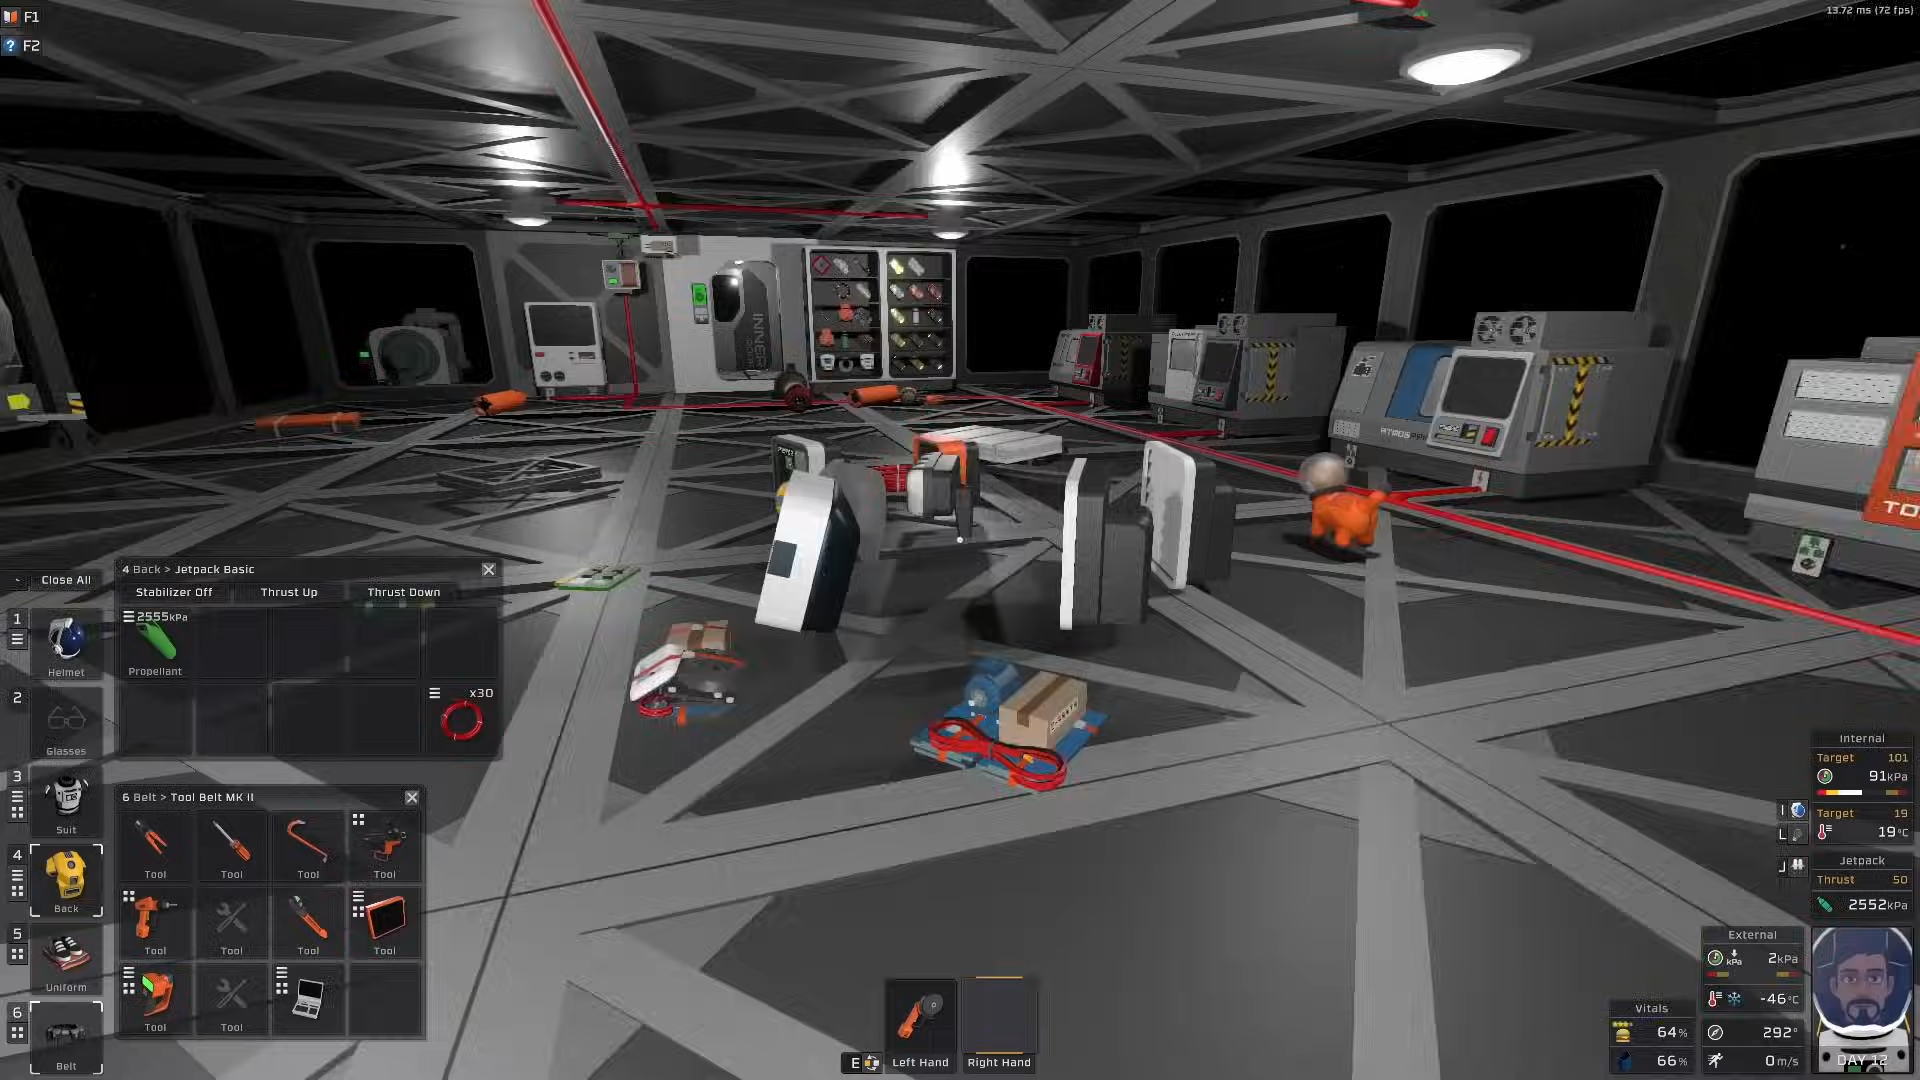 F1
13.72 ms (72 fps)
? F2
Close All
4 Back > Jetpack Basic
Stabilizer Off
Thrust Up
Thrust Down
2555kPa
Propellant
x30
1
Helmet
2
Glasses
3
Suit
4
Back
5
Uniform
6
Belt
6 Belt > Tool Belt MK II
Tool
Tool
Tool
Tool
Tool
Tool
Tool
Tool
Tool
Tool
E
Left Hand
Right Hand
Internal
Target 101
91kPa
I
Target 19
L
19°C
Jetpack
J
Thrust 50
2552kPa
External
kPa
2kPa
-46°C
Vitals
64%
292°
66%
0m/s
DAY 12
TO